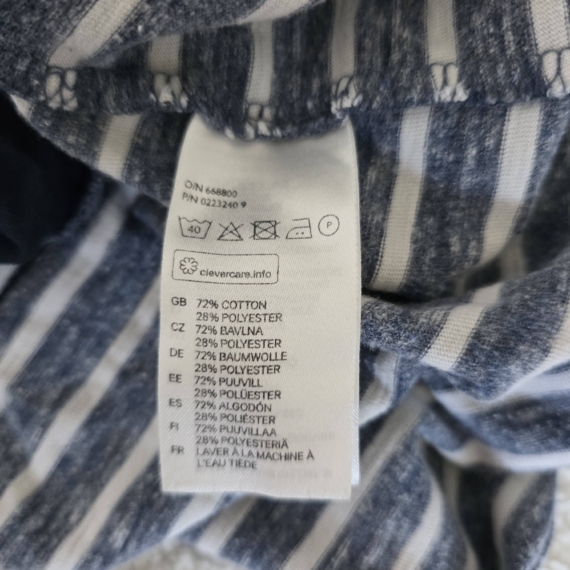 O/N 668800
P/N 0223240 9
40 P
clevercare.info
GB 72% COTTON
28% POLYESTER
CZ 72% BAVLNA
28% POLYESTER
DE 72% BAUMWOLLE
28% POLYESTER
EE 72% PUUVILL
28% POLÜESTER
ES 72% ALGODÓN
28% POLIÉSTER
FI 72% PUUVILLAA
28% POLYESTERIÄ
FR LAVER À LA MACHINE À
L'EAU TIÈDE